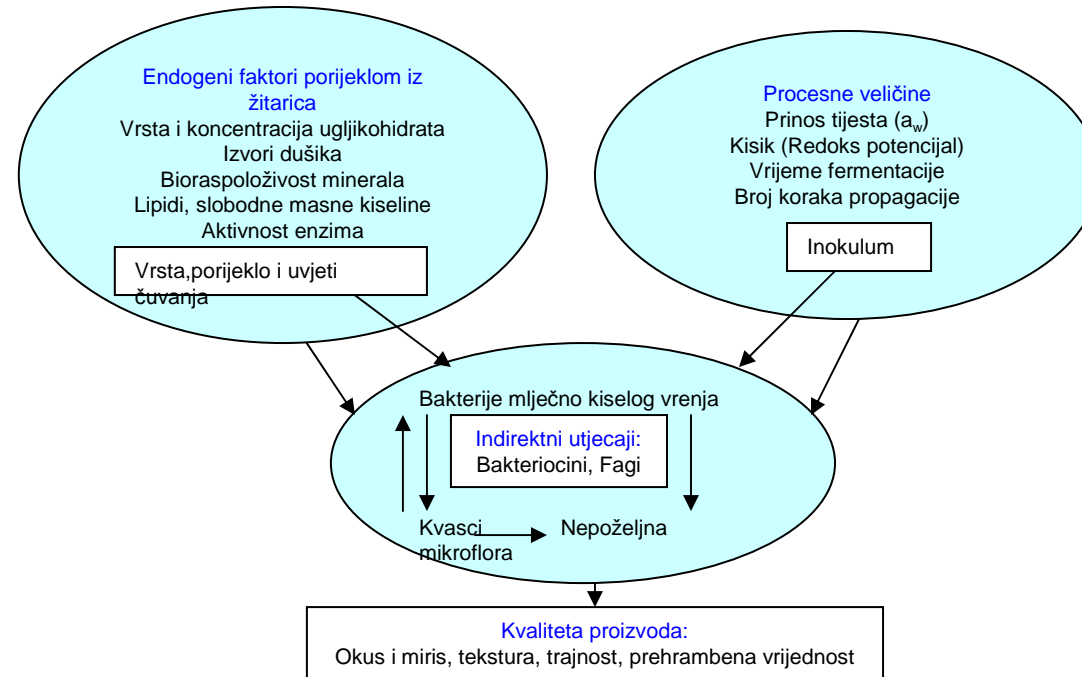 Endogeni faktori porijeklom iz
žitarica
Vrsta i koncentracija ugljikohidrata
Izvori dušika
Bioraspoloživost minerala
Lipidi, slobodne masne kiseline
Aktivnost enzima
Vrsta,porijeklo i uvjeti
čuvanja
Procesne veličine
Prinos tijesta (aw)
Kisik (Redoks potencijal)
Vrijeme fermentacije
Broj koraka propagacije
Inokulum
Bakterije mlječno kiselog vrenja
Indirektni utjecaji:
Bakteriocini, Fagi
Kvasci Nepoželjna
mikroflora
Kvaliteta proizvoda:
Okus i miris, tekstura, trajnost, prehrambena vrijednost